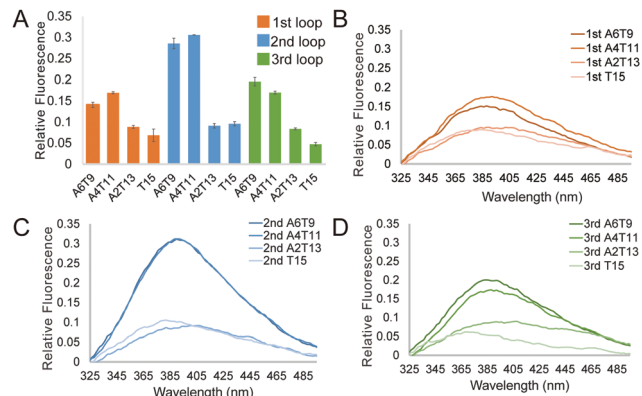 A
Relative Fluorescence
0.35
0.3
0.25
0.2
0.15
0.1
0.05
0
1st loop
2nd loop
3rd loop
A6T9 A4T11 A2T13 T15 A6T9 A4T11 A2T13 T15 A6T9 A4T11 A2T13 T15
B
Relative Fluorescence
0.35
0.3
0.25
0.2
0.15
0.1
0.05
0
1st A6T9
1st A4T11
1st A2T13
1st T15
325 345 365 385 405 425 445 465 485
Wavelength (nm)
C
Relative Fluorescence
0.35
0.3
0.25
0.2
0.15
0.1
0.05
0
2nd A6T9
2nd A4T11
2nd A2T13
2nd T15
325 345 365 385 405 425 445 465 485
Wavelength (nm)
D
Relative Fluorescence
0.35
0.3
0.25
0.2
0.15
0.1
0.05
0
3rd A6T9
3rd A4T11
3rd A2T13
3rd T15
325 345 365 385 405 425 445 465 485
Wavelength (nm)